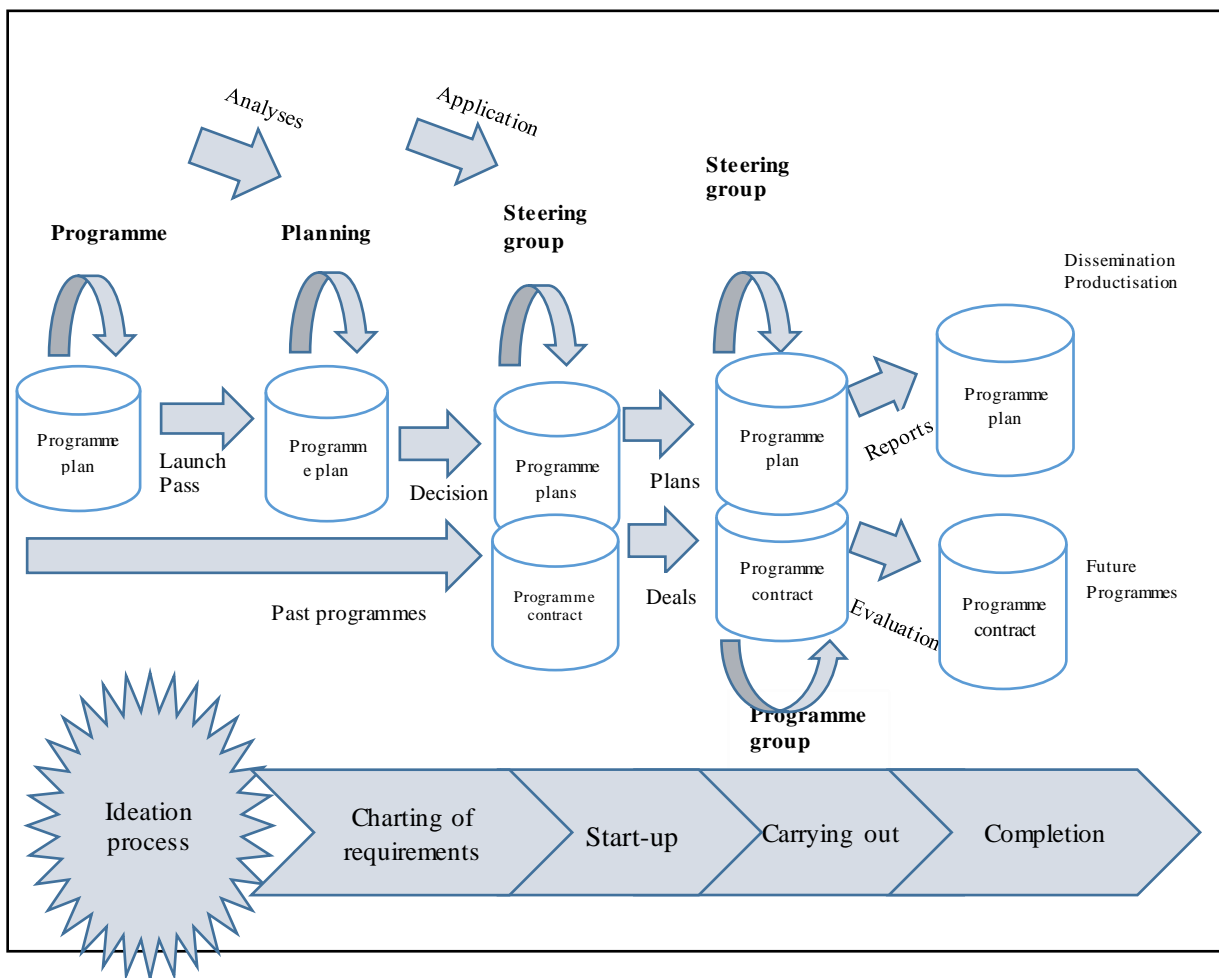 Analyses
Application
Steering
group
Programme
Planning
Steering
group
Dissemination
Productisation
Programme
plan
Launch
Pass
Programm
e plan
Decision
Programme
plans
Plans
Programme
plan
Reports
Programme
plan
Past programmes
Programme
contract
Deals
Programme
contract
Evaluation
Programme
contract
Future
Programmes
Programme
group
Ideation
process
Charting of
requirements
Start-up
Carrying out
Completion